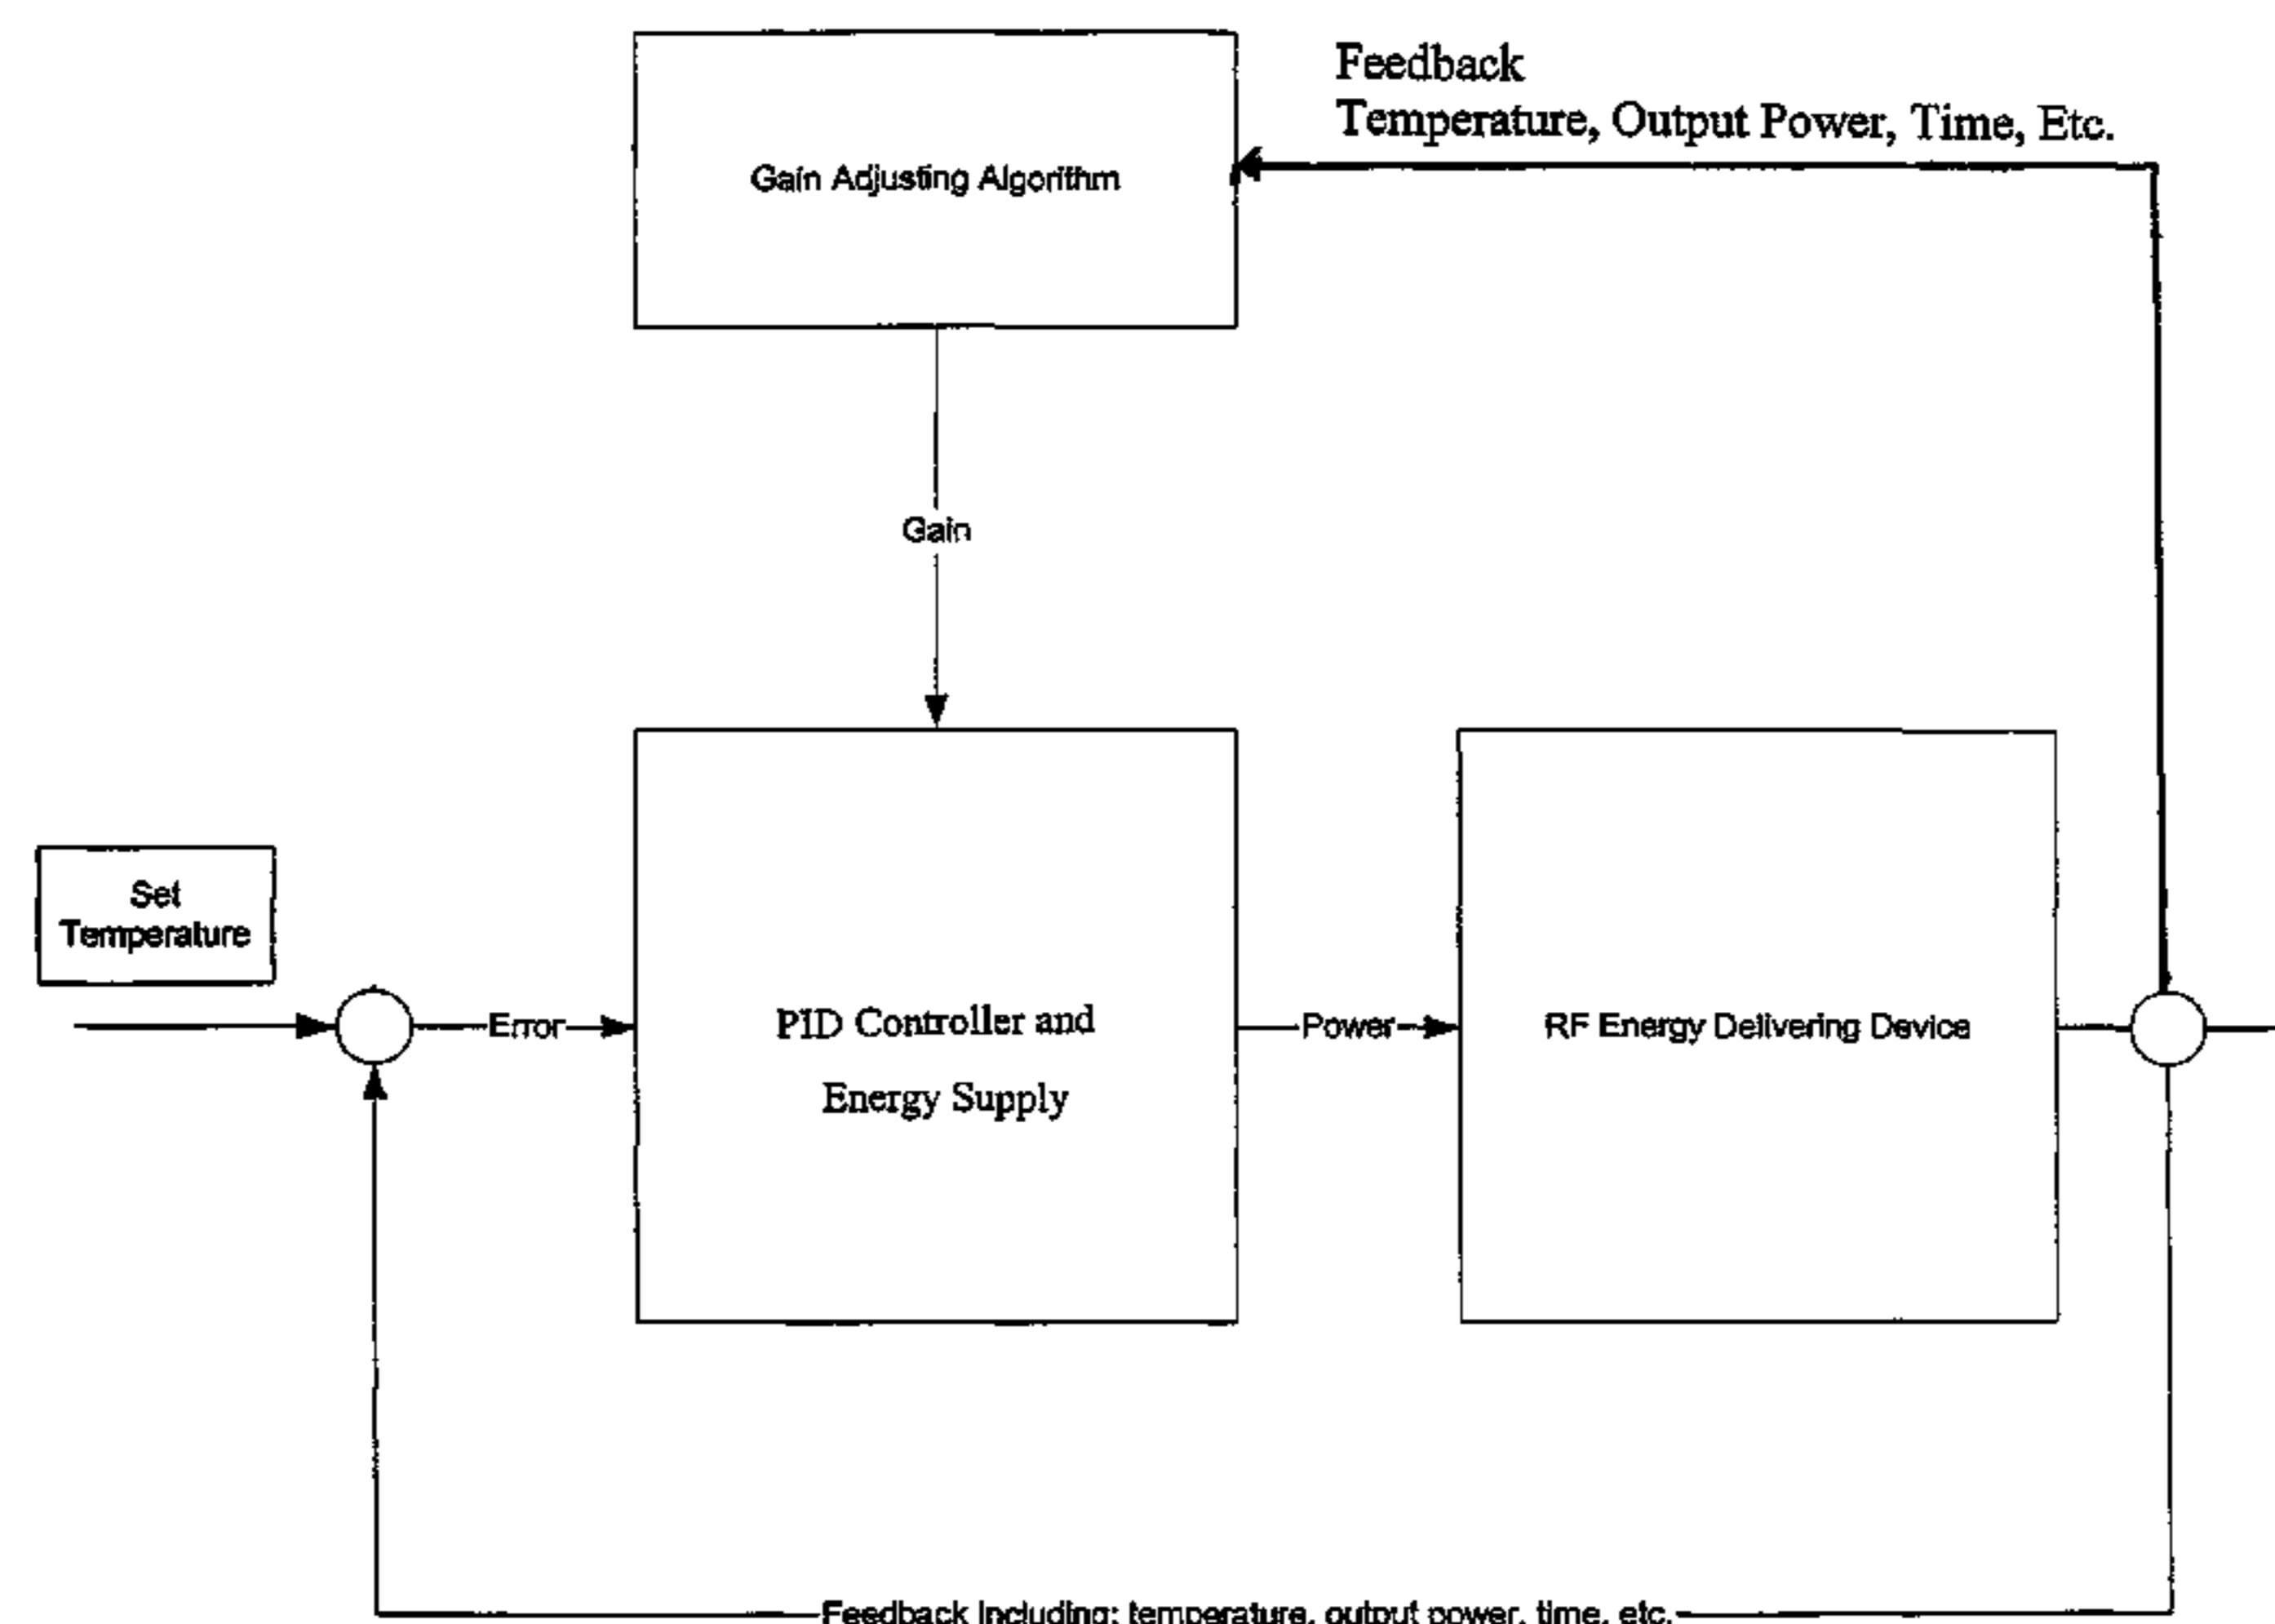 Feedback
Temperature, Output Power, Time, Etc.
Gain Adjusting Algorithm
Gain
Set
Temperature
Error
PID Controller and
Energy Supply
Power
RF Energy Delivering Device
Feedback including: temperature, output power, time, etc.